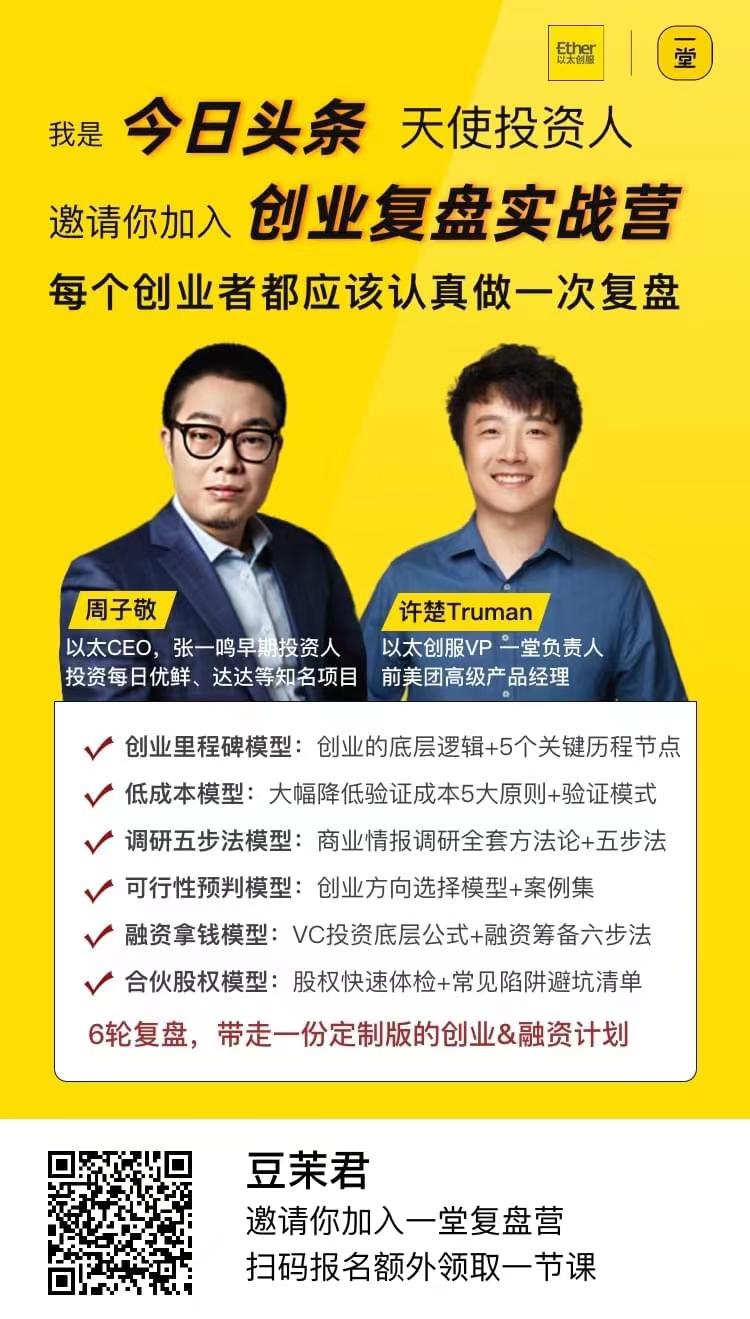 Ether
以太创服
一堂
我是 今日头条 天使投资人
邀请你加入 创业复盘实战营
每个创业者都应该认真做一次复盘
周子敬
以太CEO，张一鸣早期投资人
投资每日优鲜、达达等知名项目
许楚Truman
以太创服VP 一堂负责人
前美团高级产品经理
创业里程碑模型：创业的底层逻辑+5个关键历程节点
低成本模型：大幅降低验证成本5大原则+验证模式
调研五步法模型：商业情报调研全套方法论+五步法
可行性预判模型：创业方向选择模型+案例集
融资拿钱模型：VC投资底层公式+融资筹备六步法
合伙股权模型：股权快速体检+常见陷阱避坑清单
6轮复盘，带走一份定制版的创业&融资计划
豆茉君
邀请你加入一堂复盘营
扫码报名额外领取一节课